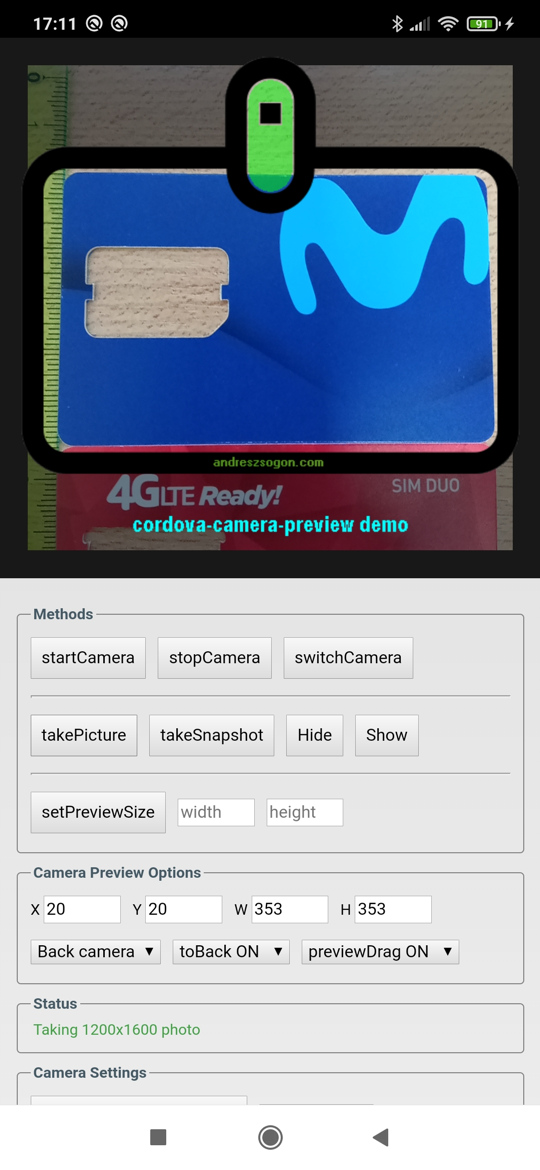 17:11
91
andreszsogon.com
4G LTE Ready!
SIM DUO
cordova-camera-preview demo
Methods
startCamera stopCamera switchCamera
takePicture takeSnapshot Hide Show
setPreviewSize width height
Camera Preview Options
X 20 Y 20 W 353 H 353
Back camera ▼ toBack ON ▼ previewDrag ON ▼
Status
Taking 1200x1600 photo
Camera Settings